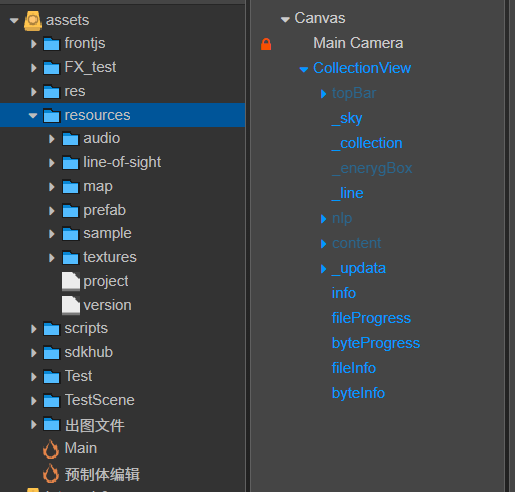 assets
frontjs
FX_test
res
resources
audio
line-of-sight
map
prefab
sample
textures
project
version
scripts
sdkhub
Test
TestScene
出图文件
Main
预制体编辑
Canvas
Main Camera
CollectionView
topBar
_sky
_collection
_enerygBox
_line
nlp
content
_updata
info
fileProgress
byteProgress
fileInfo
byteInfo